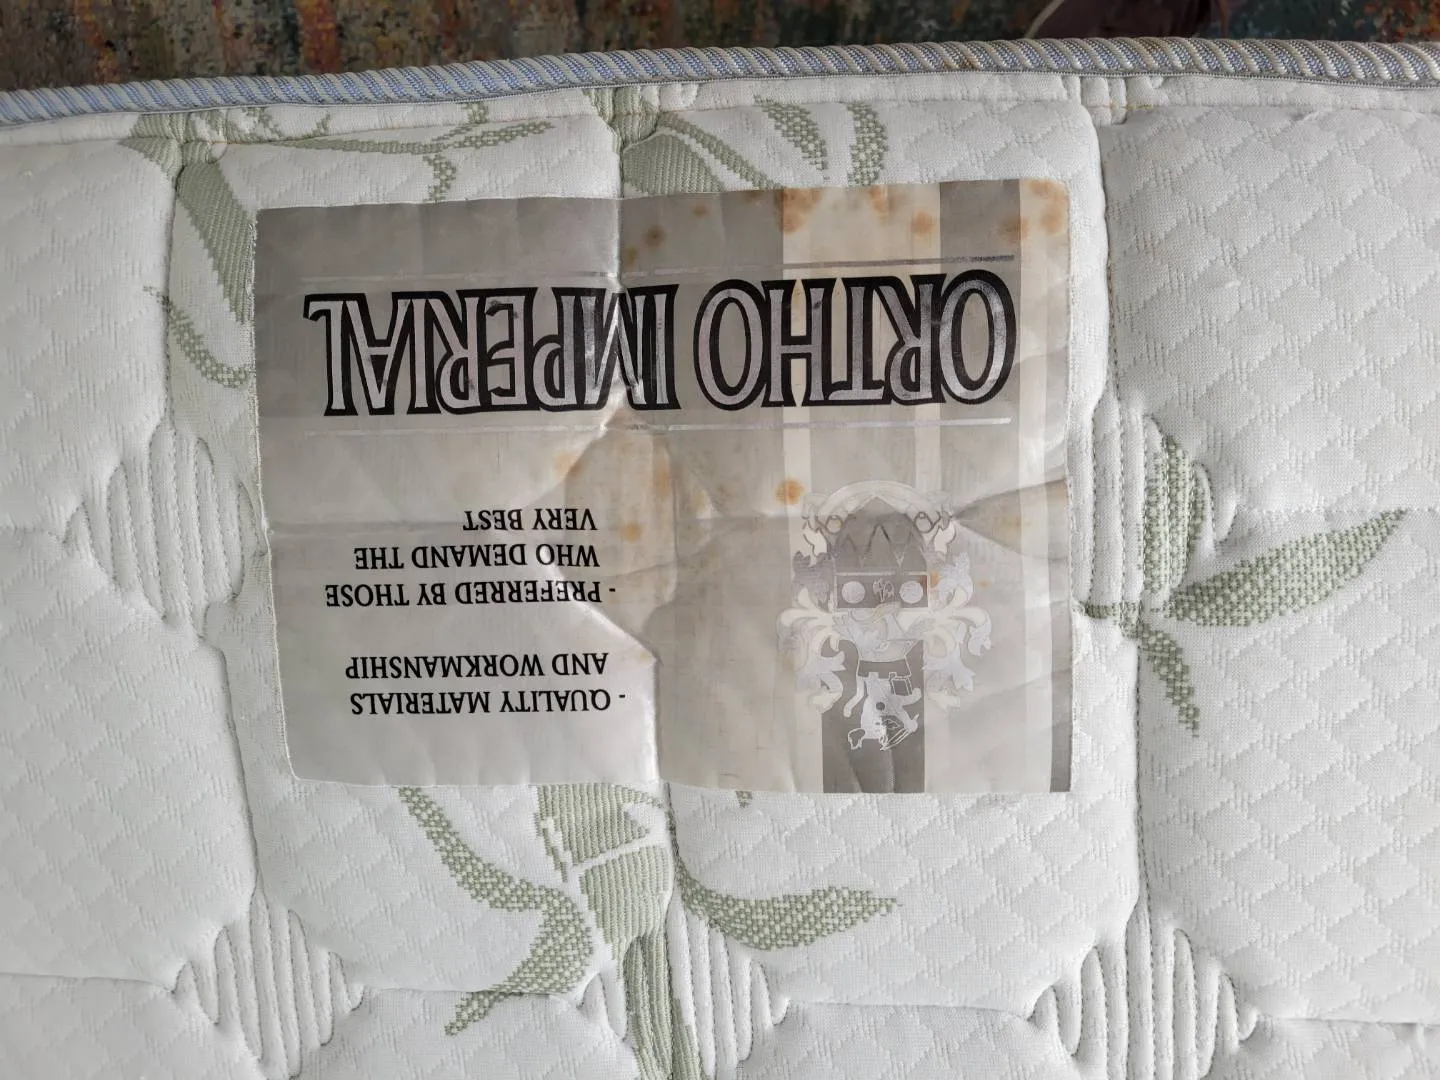 ORTHO IMPERIAL
- QUALITY MATERIALS
AND WORKMANSHIP
- PREFERRED BY THOSE
WHO DEMAND THE
VERY BEST